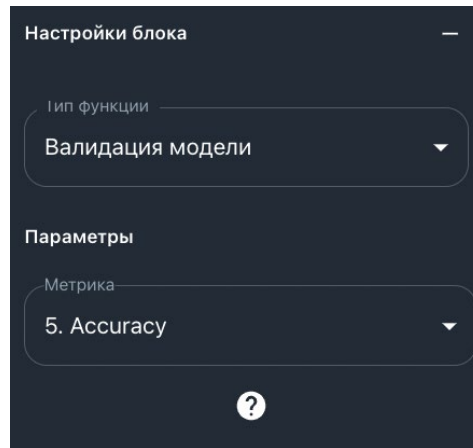 Настройки блока
Тип функции
Валидация модели
Параметры
Метрика
5. Accuracy
?